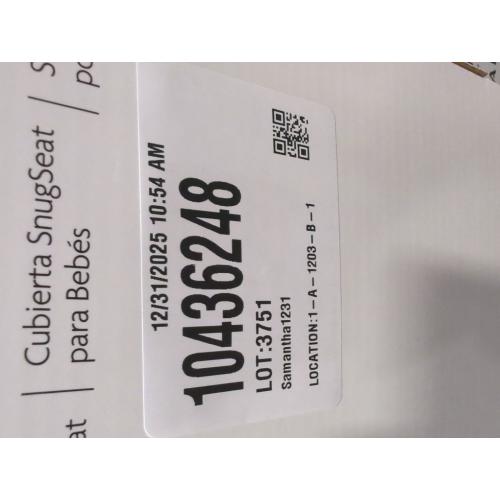 at | Cubierta SnugSeat | S
para Bebés
po
12/31/2025 10:54 AM
10436248
LOT:3751
Samantha1231
LOCATION:1-A-1203-B-1